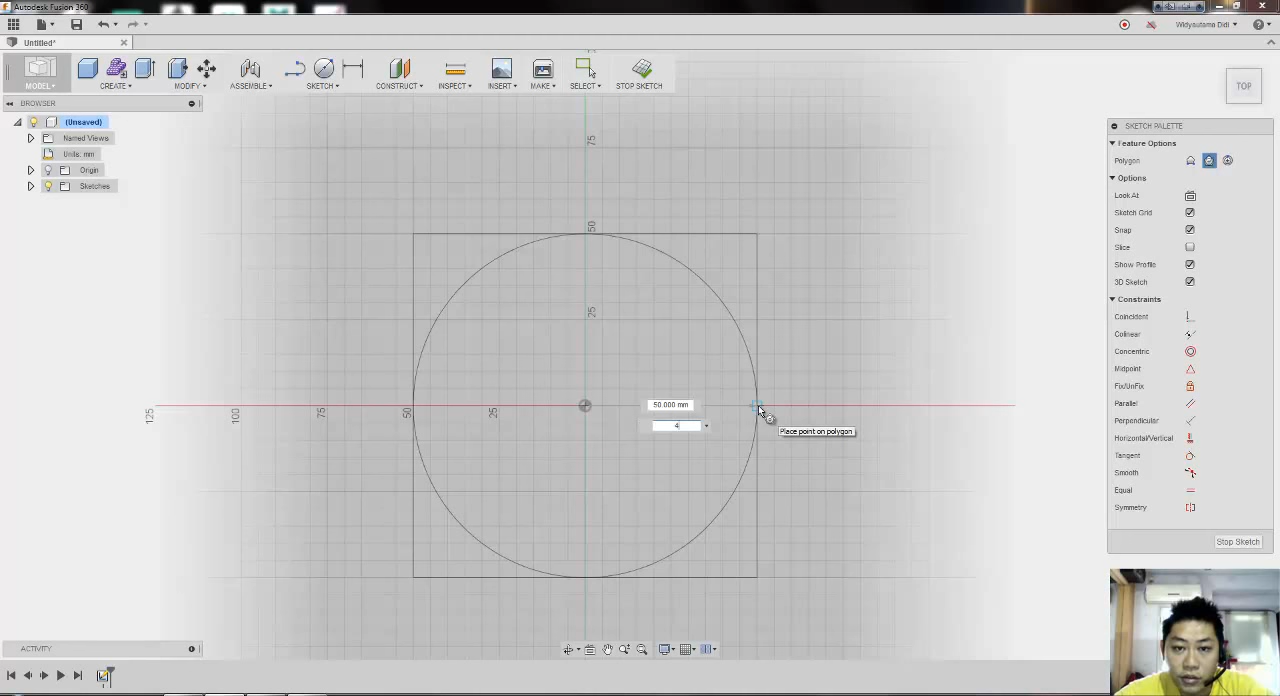 Autodesk Fusion 360
Widyautama Didi
Untitled*
MODEL
CREATE
MODIFY
ASSEMBLE
SKETCH
CONSTRUCT
INSPECT
INSERT
MAKE
SELECT
STOP SKETCH
BROWSER
(Unsaved)
Named Views
Units: mm
Origin
Sketches
TOP
SKETCH PALETTE
Feature Options
Polygon
Options
Look At
Sketch Grid
Snap
Slice
Show Profile
3D Sketch
Constraints
Coincident
Colinear
Concentric
Midpoint
Fix/UnFix
Parallel
Perpendicular
Horizontal/Vertical
Tangent
Smooth
Equal
Symmetry
Stop Sketch
75
50
25
125
100
75
50
25
50.000 mm
4
Place point on polygon
ACTIVITY